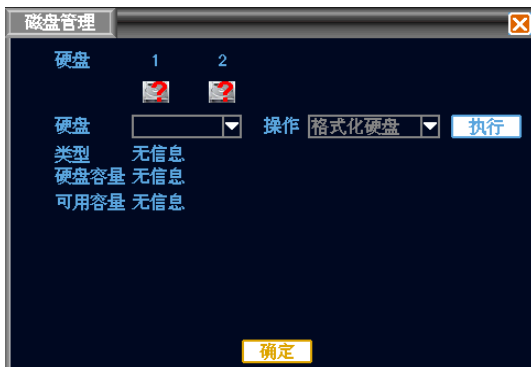 磁盘管理
硬盘 1 2
硬盘 操作 格式化硬盘 执行
类型 无信息
硬盘容量 无信息
可用容量 无信息
确定